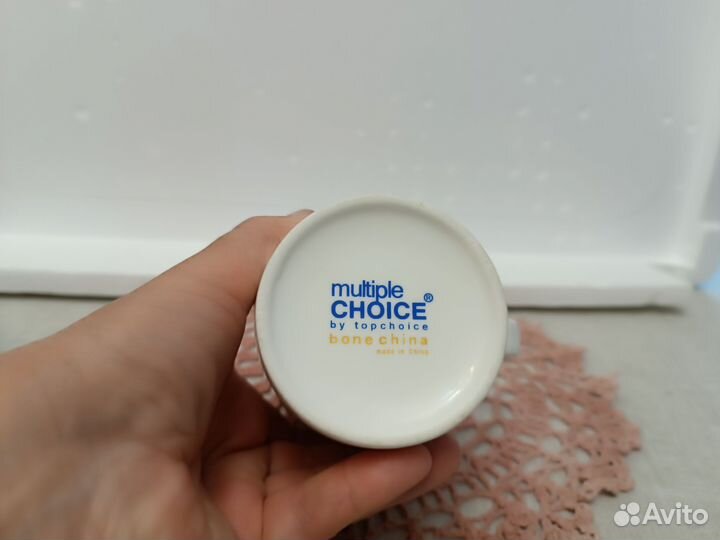 multiple
CHOICE®
by topchoice
bone china
made in China
Avito